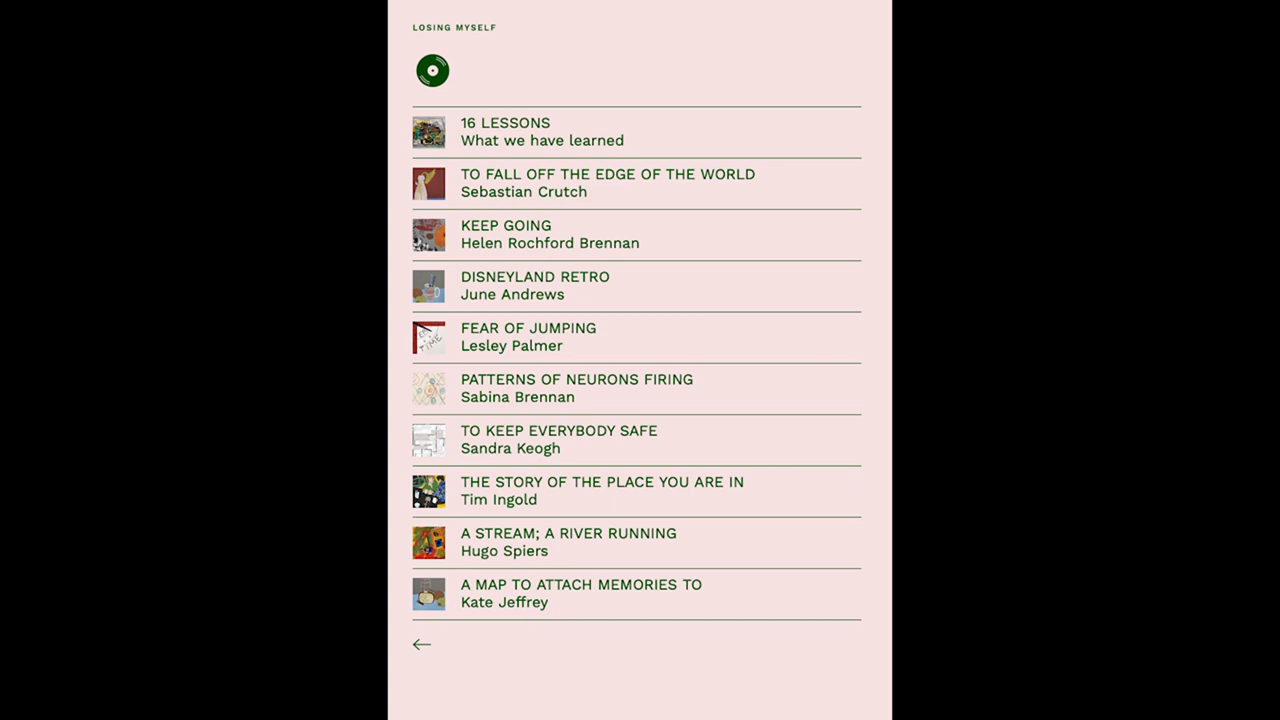 LOSING MYSELF
16 LESSONS
What we have learned
TO FALL OFF THE EDGE OF THE WORLD
Sebastian Crutch
KEEP GOING
Helen Rochford Brennan
DISNEYLAND RETRO
June Andrews
FEAR OF JUMPING
Lesley Palmer
PATTERNS OF NEURONS FIRING
Sabina Brennan
TO KEEP EVERYBODY SAFE
Sandra Keogh
THE STORY OF THE PLACE YOU ARE IN
Tim Ingold
A STREAM; A RIVER RUNNING
Hugo Spiers
A MAP TO ATTACH MEMORIES TO
Kate Jeffrey